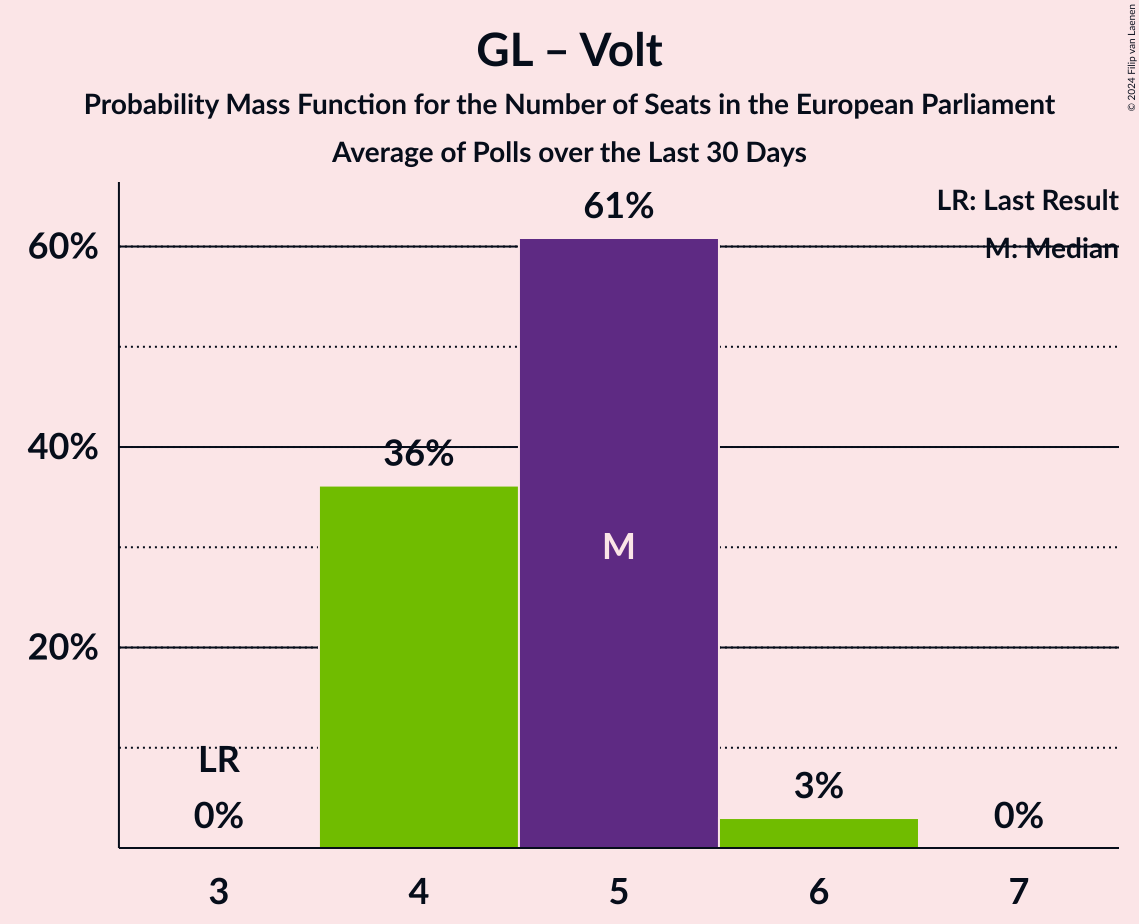 GL – Volt
Probability Mass Function for the Number of Seats in the European Parliament
Average of Polls over the Last 30 Days
© 2024 Filip van Laenen
LR: Last Result
M: Median
61%
60%
40%
36%
M
20%
LR
0%
3%
0%
3
4
5
6
7